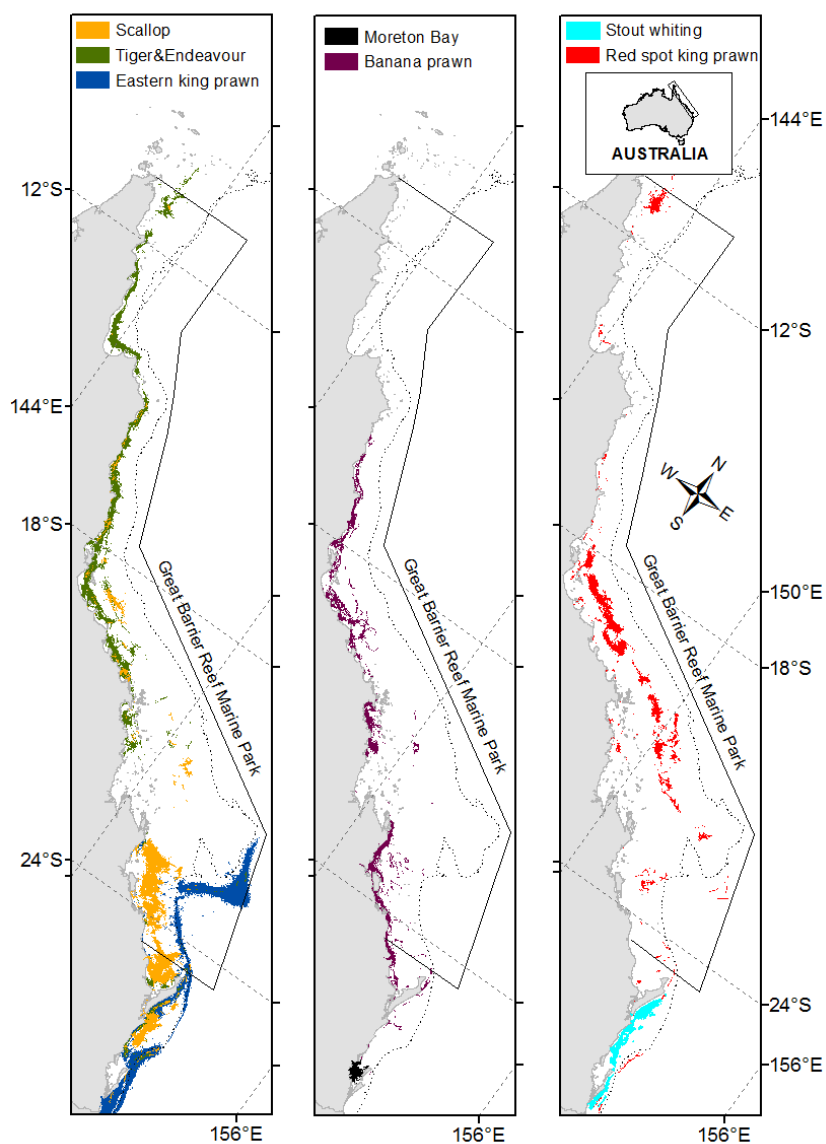 Scallop
Tiger&Endeavour
Eastern king prawn
Moreton Bay
Banana prawn
Stout whiting
Red spot king prawn
AUSTRALIA
144°E
12°S
12°S
144°E
N
W
E
S
18°S
Great Barrier Reef Marine Park
Great Barrier Reef Marine Park
Great Barrier Reef Marine Park
150°E
18°S
24°S
24°S
156°E
156°E
156°E